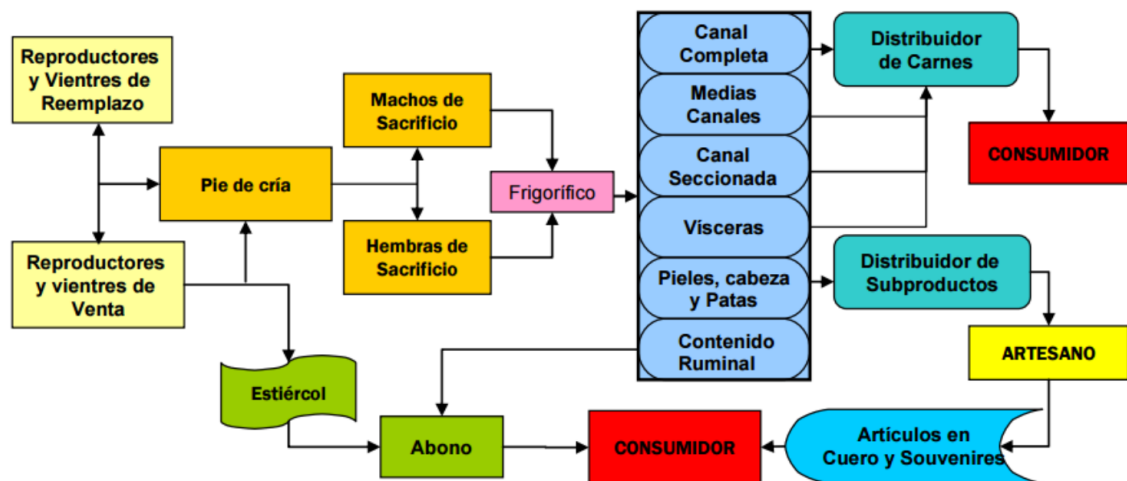 Reproductores
y Vientres de
Reemplazo
Reproductores
y vientres de
Venta
Pie de cría
Machos de
Sacrificio
Hembras de
Sacrificio
Frigorífico
Canal
Completa
Medias
Canales
Canal
Seccionada
Vísceras
Pieles, cabeza
y Patas
Contenido
Ruminal
Distribuidor
de Carnes
CONSUMIDOR
Distribuidor de
Subproductos
ARTESANO
Estiércol
Abono
CONSUMIDOR
Artículos en
Cuero y Souvenires